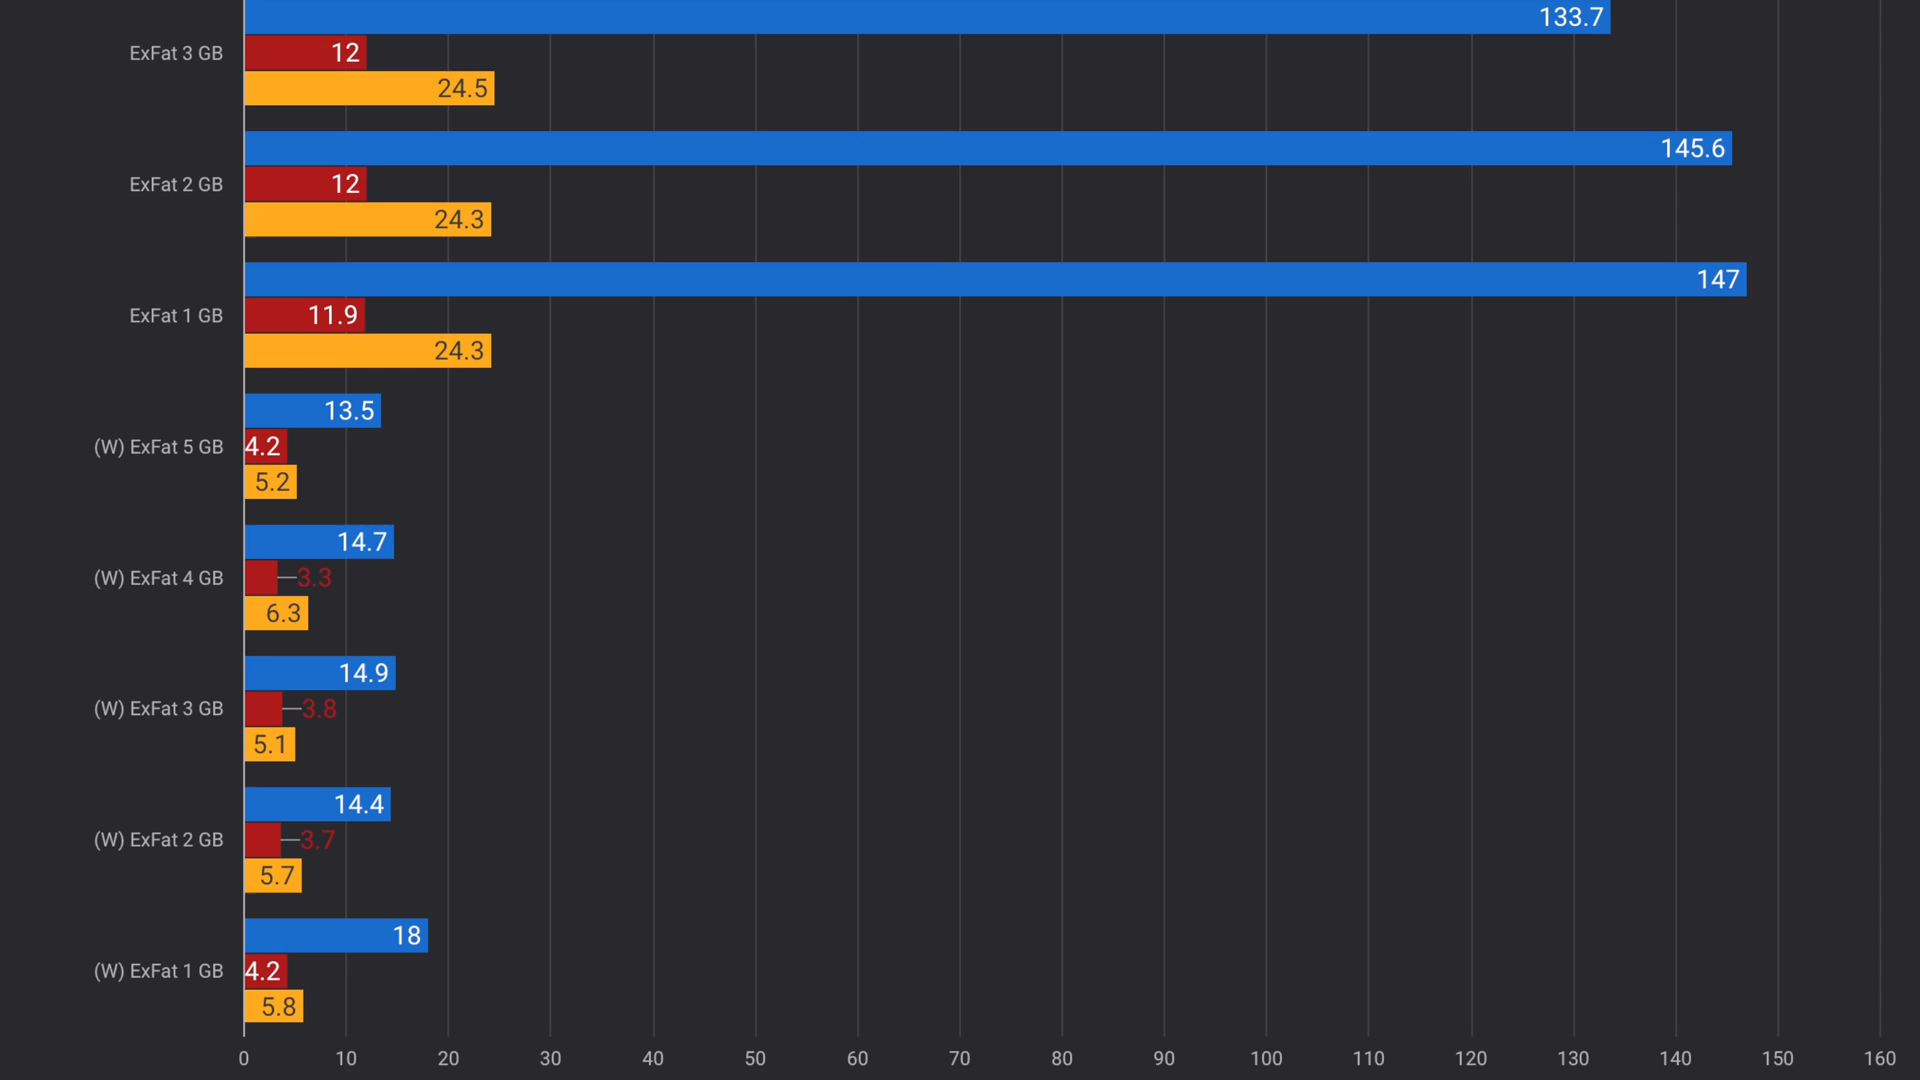 133.7
ExFat 3 GB
12
24.5
145.6
ExFat 2 GB
12
24.3
147
ExFat 1 GB
11.9
24.3
13.5
(W) ExFat 5 GB
4.2
5.2
14.7
(W) ExFat 4 GB
3.3
6.3
14.9
(W) ExFat 3 GB
3.8
5.1
14.4
(W) ExFat 2 GB
3.7
5.7
18
(W) ExFat 1 GB
4.2
5.8
0 10 20 30 40 50 60 70 80 90 100 110 120 130 140 150 160